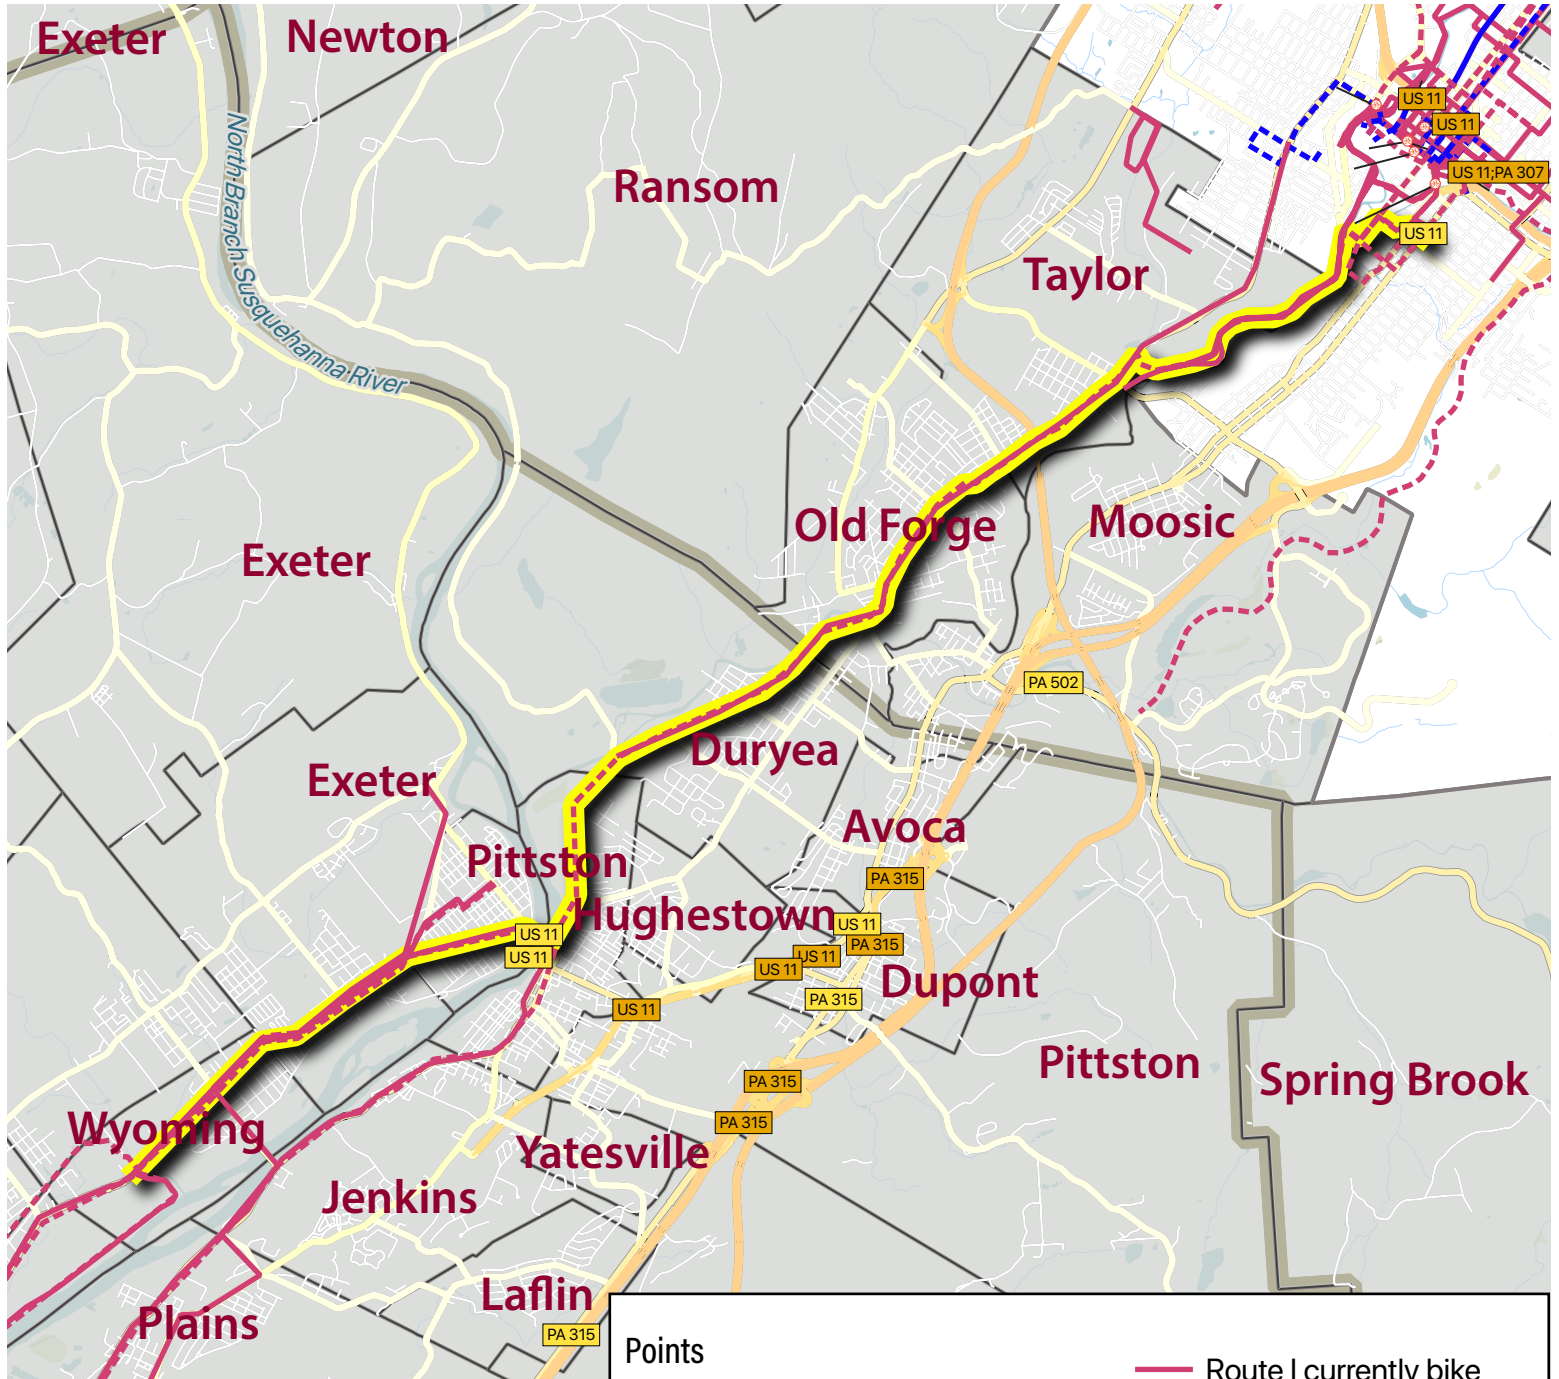 Exeter
Newton
North Branch Susquehanna River
Ransom
US 11
US 11
US 11;PA 307
US 11
Taylor
Old Forge
Moosic
Exeter
PA 502
Duryea
Exeter
Avoca
Pittston
PA 315
Hughestown
US 11
US 11
US 11
PA 315
US 11
US 11
Dupont
PA 315
US 11
Pittston
Spring Brook
PA 315
PA 315
Wyoming
Yatesville
Jenkins
Laflin
Plains
PA 315
Points
Route I currently bike